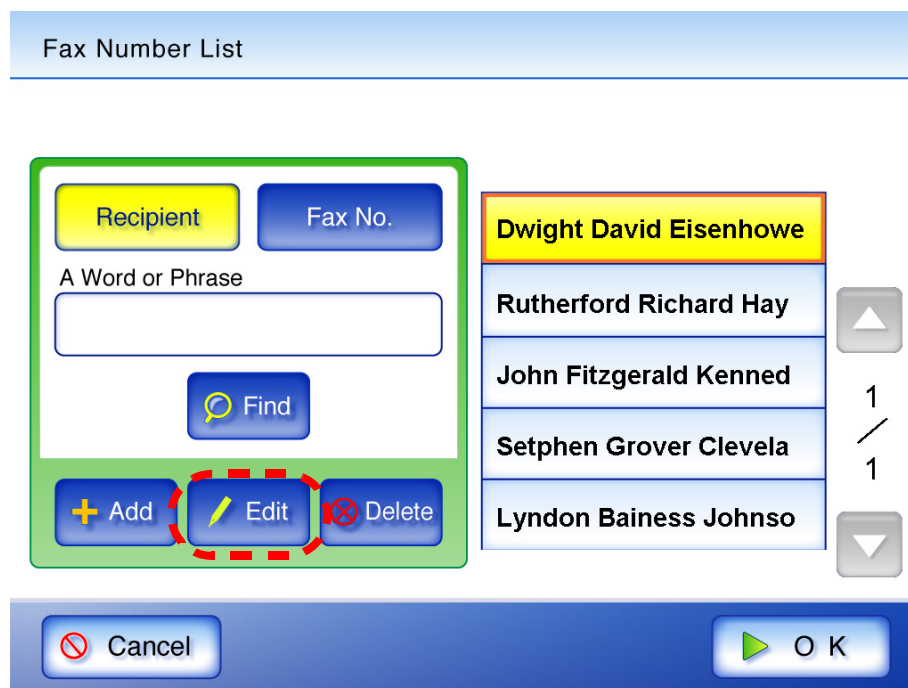 Fax Number List
Recipient
Fax No.
A Word or Phrase
Find
Add
Edit
Delete
Dwight David Eisenhowe
Rutherford Richard Hay
John Fitzgerald Kenned
Setphen Grover Clevela
Lyndon Bainess Johnso
1
/
1
Cancel
O K